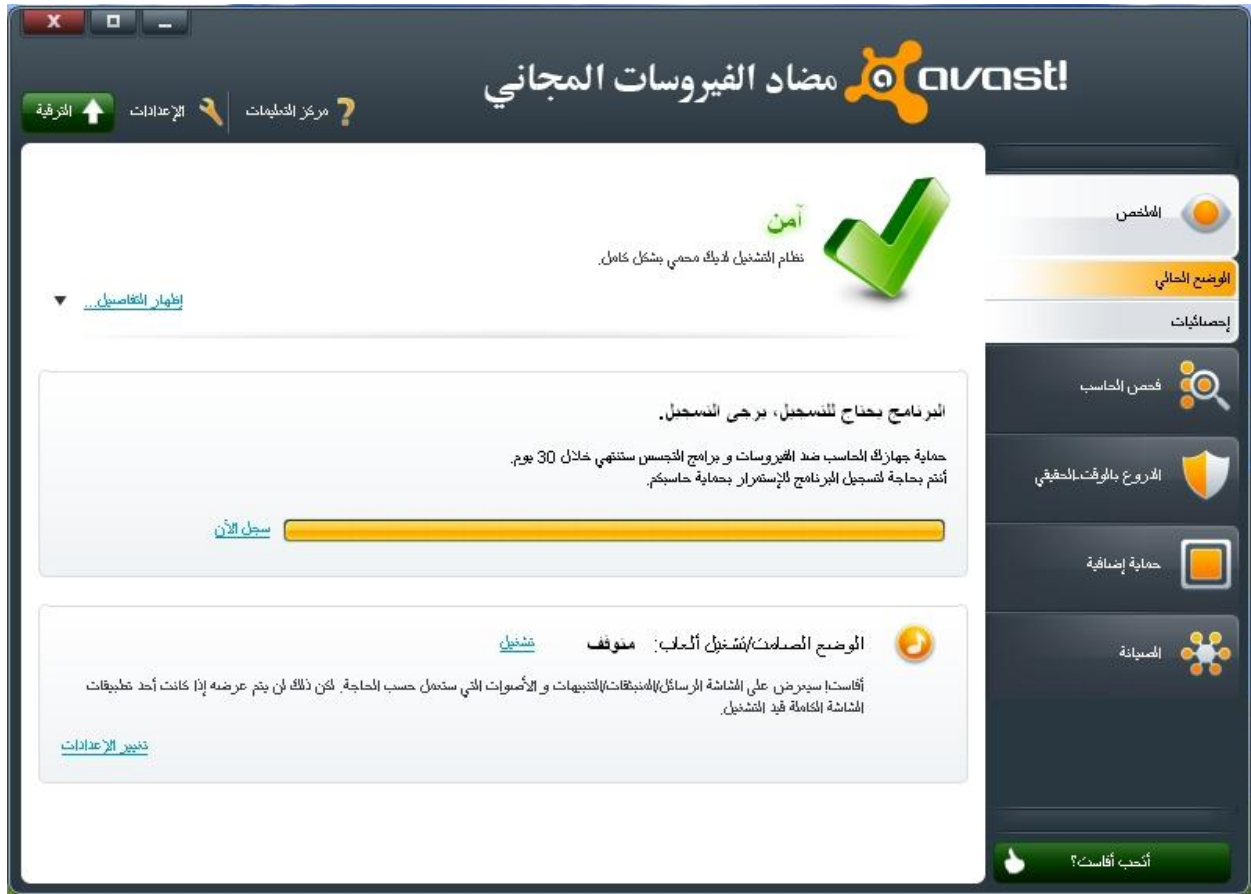 avast! مضاد الفيروسات المجاني
مركز التعليمات
الإعدادات
الترقية
الملخص
الوضع الحالي
إحصائيات
فحص الحاسب
الدروع بالوقت الحقيقي
حماية إضافية
الصيانة
أتحب أفاست؟
آمن
نظام التشغيل لديك محمي بشكل كامل.
إظهار التفاصيل...
البرنامج يحتاج للتسجيل، يرجى التسجيل.
حماية جهازك الحاسب ضد الفيروسات و برامج التجسس ستنتهي خلال 30 يوم.
أنتم بحاجة لتسجيل البرنامج للإستمرار بحماية حاسبكم.
سجل الآن
الوضع الصامت/تشغيل ألعاب: متوقف تشغيل
أفاست! سيعرض على الشاشة الرسائل/المنبثقات/التنبيهات و الأصوات التي ستعمل حسب الحاجة. لكن ذلك لن يتم عرضه إذا كانت أحد تطبيقات
الشاشة الكاملة قيد التشغيل.
تغيير الإعدادات